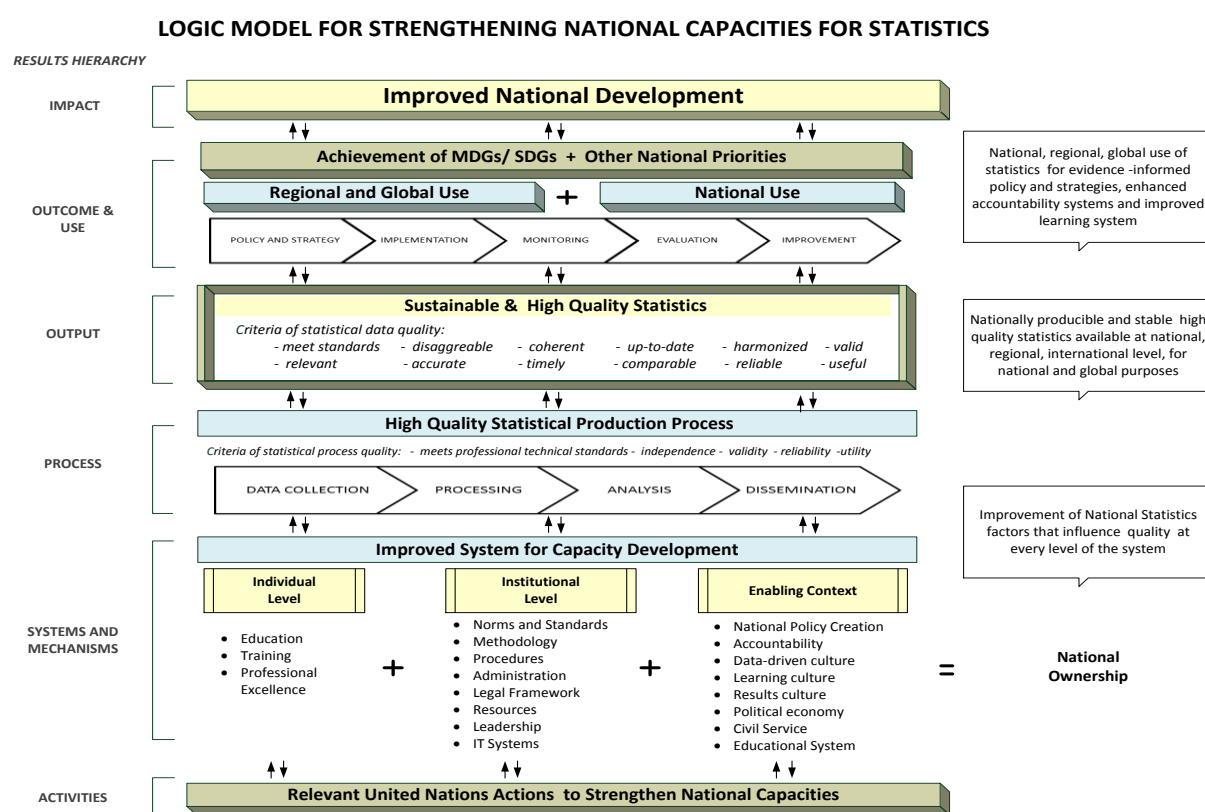 LOGIC MODEL FOR STRENGTHENING NATIONAL CAPACITIES FOR STATISTICS
RESULTS HIERARCHY
IMPACT
Improved National Development
OUTCOME &
USE
Achievement of MDGs/ SDGs + Other National Priorities
Regional and Global Use
+
National Use
POLICY AND STRATEGY
IMPLEMENTATION
MONITORING
EVALUATION
IMPROVEMENT
National, regional, global use of
statistics for evidence -informed
policy and strategies, enhanced
accountability systems and improved
learning system
OUTPUT
Sustainable & High Quality Statistics
Criteria of statistical data quality:
- meet standards - disaggreable - coherent - up-to-date - harmonized - valid
- relevant - accurate - timely - comparable - reliable - useful
Nationally producible and stable high
quality statistics available at national,
regional, international level, for
national and global purposes
PROCESS
High Quality Statistical Production Process
Criteria of statistical process quality: - meets professional technical standards - independence - validity - reliability -utility
DATA COLLECTION
PROCESSING
ANALYSIS
DISSEMINATION
Improvement of National Statistics
factors that influence quality at
every level of the system
SYSTEMS AND
MECHANISMS
Improved System for Capacity Development
Individual
Level
• Education
• Training
• Professional
Excellence
+
Institutional
Level
• Norms and Standards
• Methodology
• Procedures
• Administration
• Legal Framework
• Resources
• Leadership
• IT Systems
+
Enabling Context
• National Policy Creation
• Accountability
• Data-driven culture
• Learning culture
• Results culture
• Political economy
• Civil Service
• Educational System
=
National
Ownership
ACTIVITIES
Relevant United Nations Actions to Strengthen National Capacities